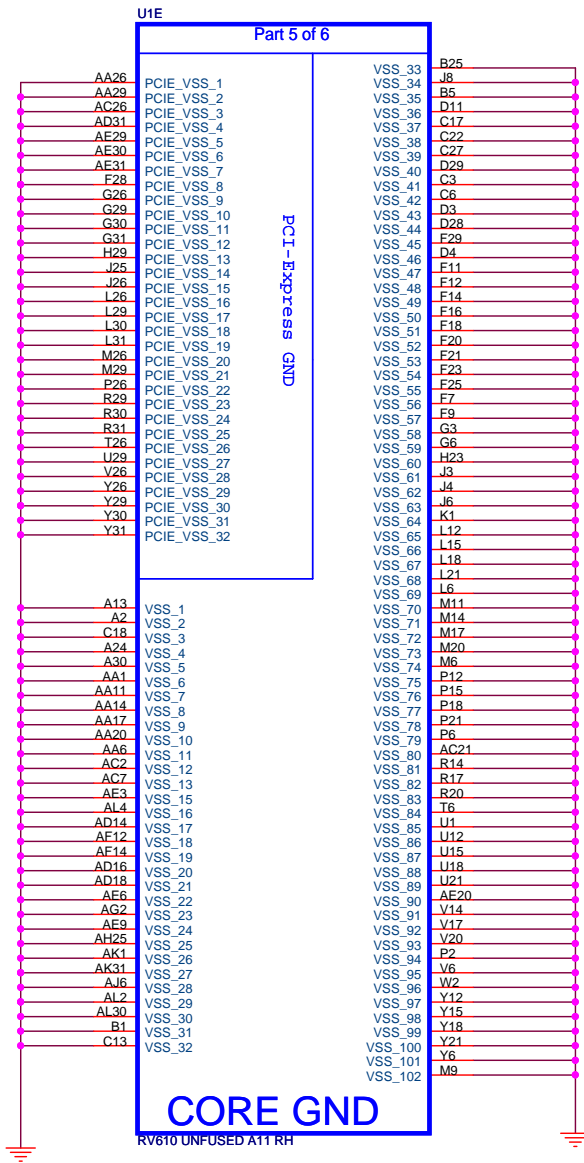 U1E
Part 5 of 6
AA26 PCIE_VSS_1
AA29 PCIE_VSS_2
AC26 PCIE_VSS_3
AD31 PCIE_VSS_4
AE29 PCIE_VSS_5
AE30 PCIE_VSS_6
AE31 PCIE_VSS_7
F28 PCIE_VSS_8
G26 PCIE_VSS_9
G29 PCIE_VSS_10
G30 PCIE_VSS_11
G31 PCIE_VSS_12
H29 PCIE_VSS_13
J25 PCIE_VSS_14
J26 PCIE_VSS_15
L26 PCIE_VSS_16
L29 PCIE_VSS_17
L30 PCIE_VSS_18
L31 PCIE_VSS_19
M26 PCIE_VSS_20
M29 PCIE_VSS_21
P26 PCIE_VSS_22
R29 PCIE_VSS_23
R30 PCIE_VSS_24
R31 PCIE_VSS_25
T26 PCIE_VSS_26
U29 PCIE_VSS_27
V26 PCIE_VSS_28
Y26 PCIE_VSS_29
Y29 PCIE_VSS_30
Y30 PCIE_VSS_31
Y31 PCIE_VSS_32
PCI-Express GND
A13 VSS_1
A2 VSS_2
C18 VSS_3
A24 VSS_4
A30 VSS_5
AA1 VSS_6
AA11 VSS_7
AA14 VSS_8
AA17 VSS_9
AA20 VSS_10
AA6 VSS_11
AC2 VSS_12
AC7 VSS_13
AE3 VSS_15
AL4 VSS_16
AD14 VSS_17
AF12 VSS_18
AF14 VSS_19
AD16 VSS_20
AD18 VSS_21
AE6 VSS_22
AG2 VSS_23
AE9 VSS_24
AH25 VSS_25
AK1 VSS_26
AK31 VSS_27
AJ6 VSS_28
AL2 VSS_29
AL30 VSS_30
B1 VSS_31
C13 VSS_32
VSS_33 B25
VSS_34 J8
VSS_35 B5
VSS_36 D11
VSS_37 C17
VSS_38 C22
VSS_39 C27
VSS_40 D29
VSS_41 C3
VSS_42 C6
VSS_43 D3
VSS_44 D28
VSS_45 F29
VSS_46 D4
VSS_47 F11
VSS_48 F12
VSS_49 F14
VSS_50 F16
VSS_51 F18
VSS_52 F20
VSS_53 F21
VSS_54 F23
VSS_55 F25
VSS_56 F7
VSS_57 F9
VSS_58 G3
VSS_59 G6
VSS_60 H23
VSS_61 J3
VSS_62 J4
VSS_63 J6
VSS_64 K1
VSS_65 L12
VSS_66 L15
VSS_67 L18
VSS_68 L21
VSS_69 L6
VSS_70 M11
VSS_71 M14
VSS_72 M17
VSS_73 M20
VSS_74 M6
VSS_75 P12
VSS_76 P15
VSS_77 P18
VSS_78 P21
VSS_79 P6
VSS_80 AC21
VSS_81 R14
VSS_82 R17
VSS_83 R20
VSS_84 T6
VSS_85 U1
VSS_86 U12
VSS_87 U15
VSS_88 U18
VSS_89 U21
VSS_90 AE20
VSS_91 V14
VSS_92 V17
VSS_93 V20
VSS_94 P2
VSS_95 V6
VSS_96 W2
VSS_97 Y12
VSS_98 Y15
VSS_99 Y18
VSS_100 Y21
VSS_101 Y6
VSS_102 M9
CORE GND
RV610 UNFUSED A11 RH